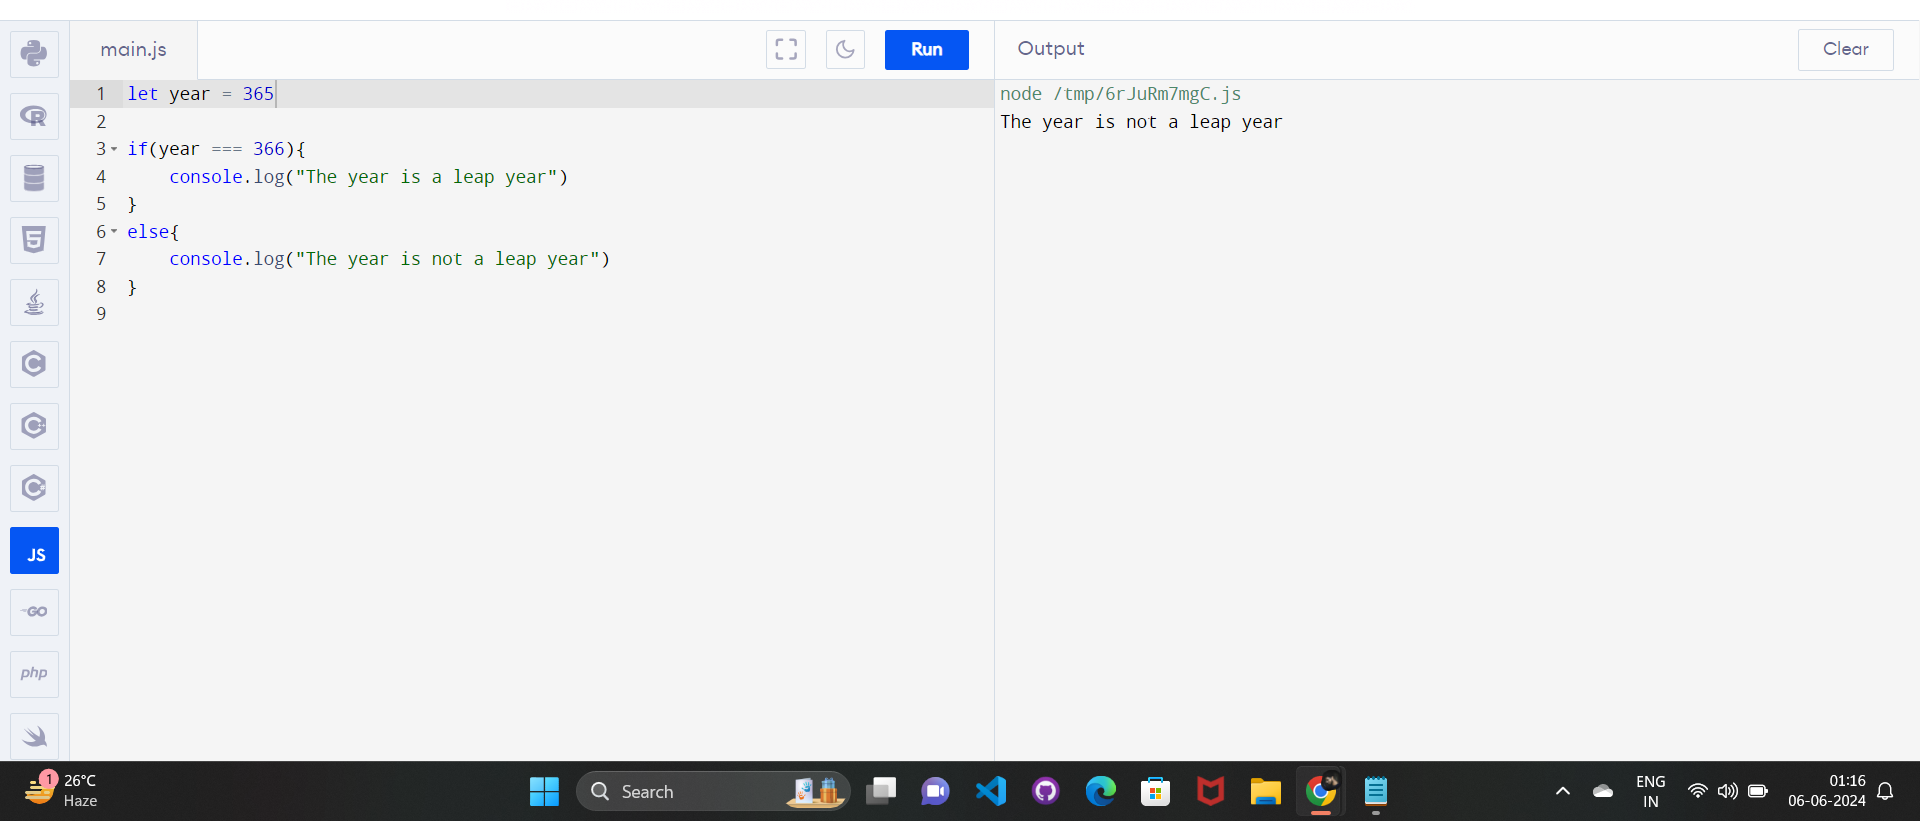 main.js
Run
Output
Clear
1 let year = 365
2
3 if(year === 366){
4     console.log("The year is a leap year")
5 }
6 else{
7     console.log("The year is not a leap year")
8 }
9
node /tmp/6rJuRm7mgC.js
The year is not a leap year
R
5
C
C+
C#
JS
GO
php
1
26°C
Haze
Search
ENG
IN
01:16
06-06-2024